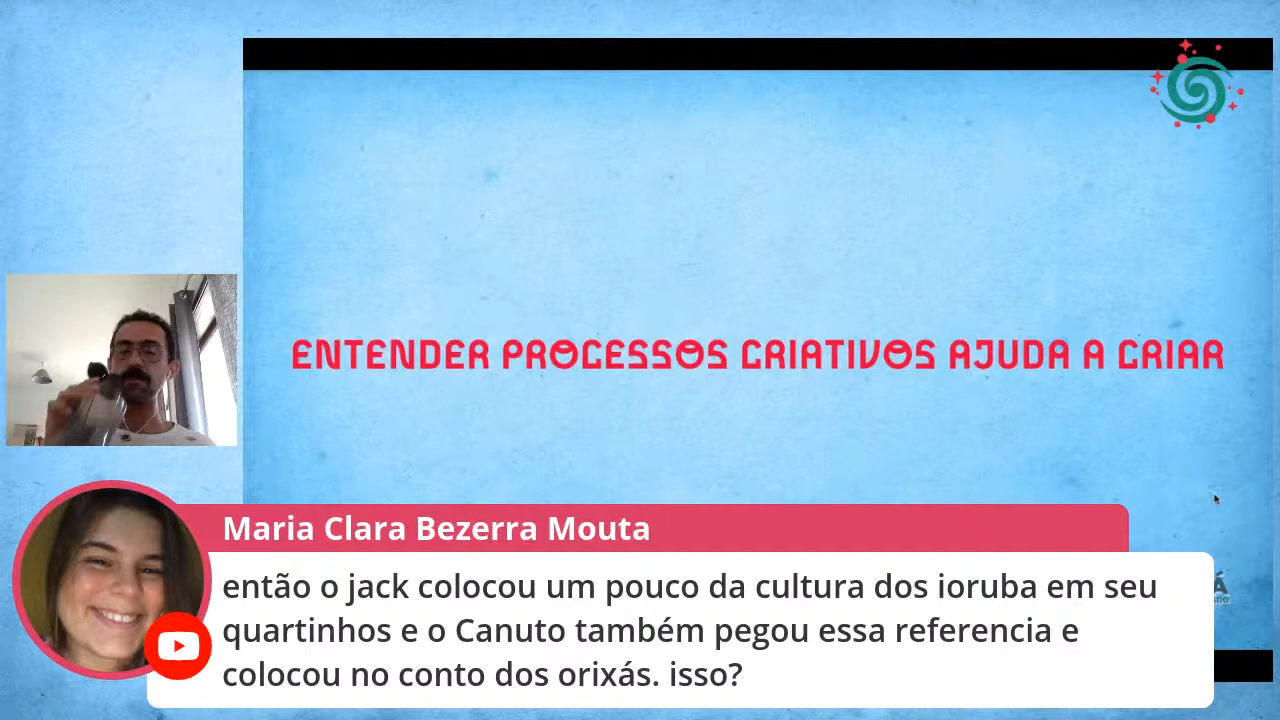 ENTENDER PROCESSOS CRIATIVOS AJUDA A CRIAR
Maria Clara Bezerra Mouta
então o jack colocou um pouco da cultura dos ioruba em seu
quartinhos e o Canuto também pegou essa referencia e
colocou no conto dos orixás. isso?